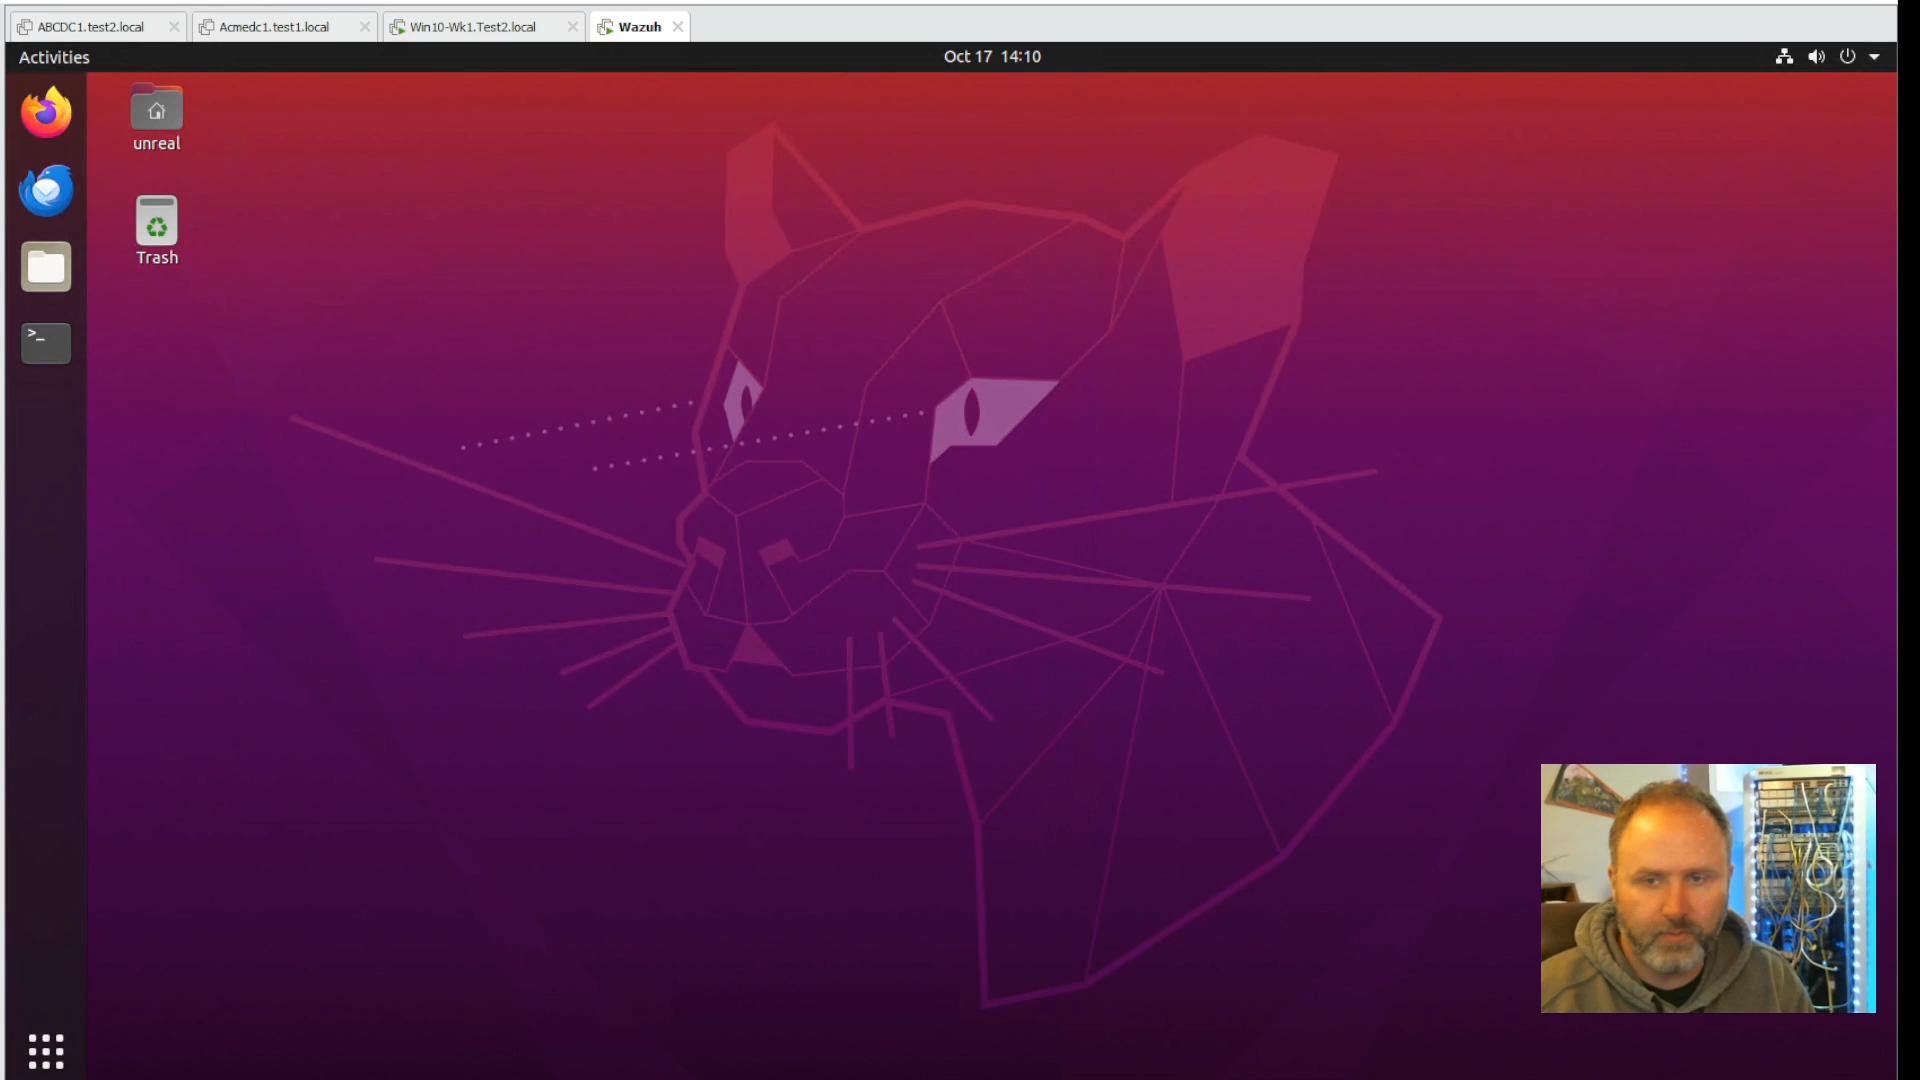 ABCDC1.test2.local
Acmedc1.test1.local
Win10-Wk1.Test2.local
Wazuh
Activities
Oct 17 14:10
unreal
Trash
>_